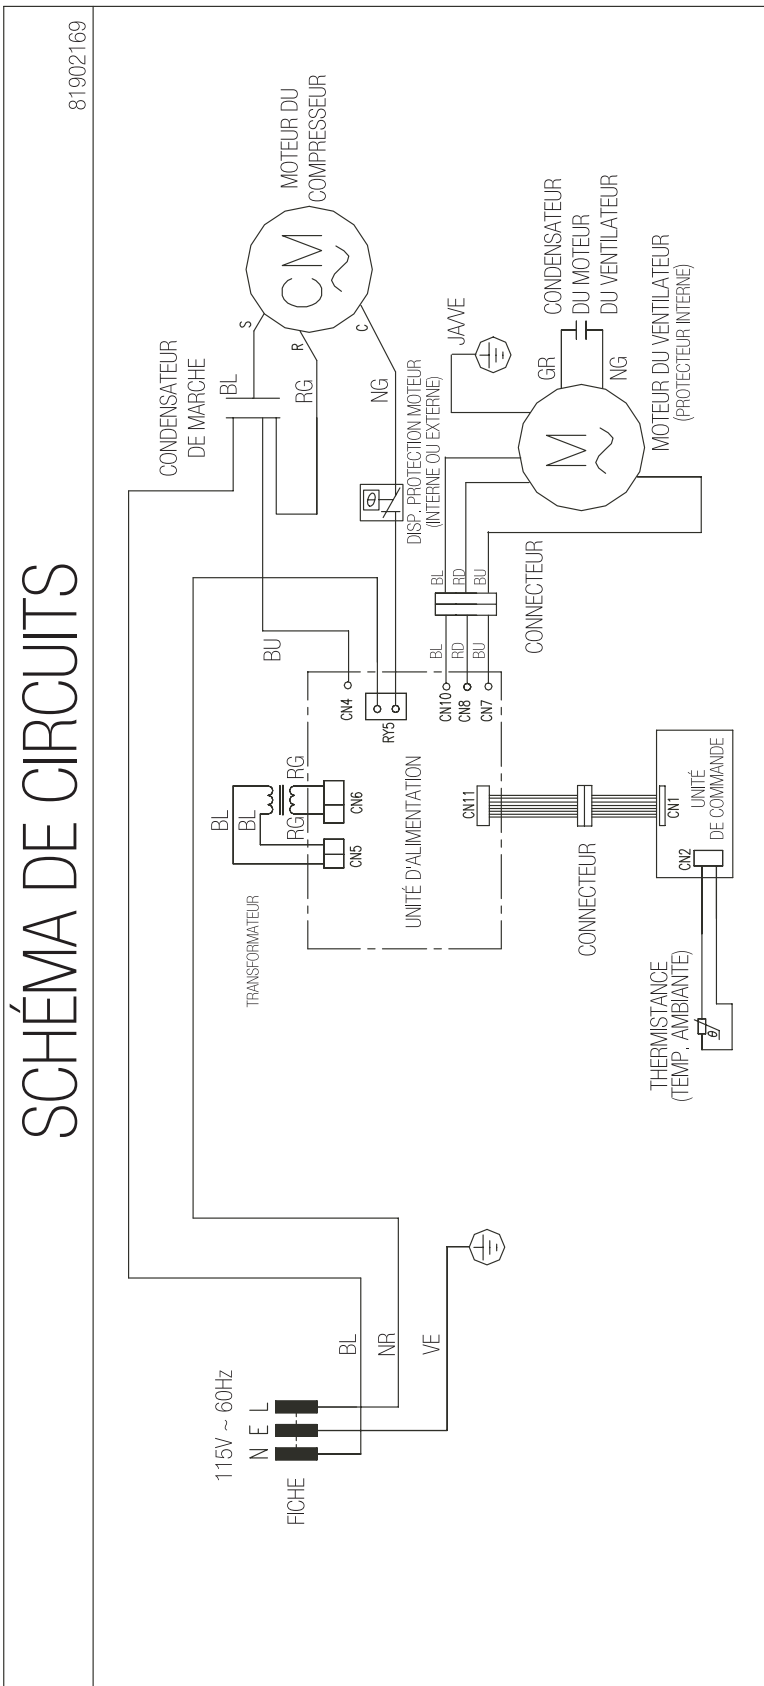 SCHÉMA DE CIRCUITS
81902169
115V ~ 60Hz
N E L
FICHE
BL
NR
VE
TRANSFORMATEUR
BL
BL
RG
RG
CN5
CN6
UNITÉ D'ALIMENTATION
CN4
RY5
CN10
CN8
CN7
CN11
BU
CONDENSATEUR
DE MARCHE
BL
RG
S
R
C
CM
MOTEUR DU
COMPRESSEUR
NG
DISP. PROTECTION MOTEUR
(INTERNE OU EXTERNE)
BL
RD
BU
BL
RD
BU
CONNECTEUR
JA/VE
M
GR
NG
CONDENSATEUR
DU MOTEUR
DU VENTILATEUR
MOTEUR DU VENTILATEUR
(PROTECTEUR INTERNE)
CONNECTEUR
CN1
CN2
UNITÉ
DE COMMANDE
THERMISTANCE
(TEMP. AMBIANTE)
θ